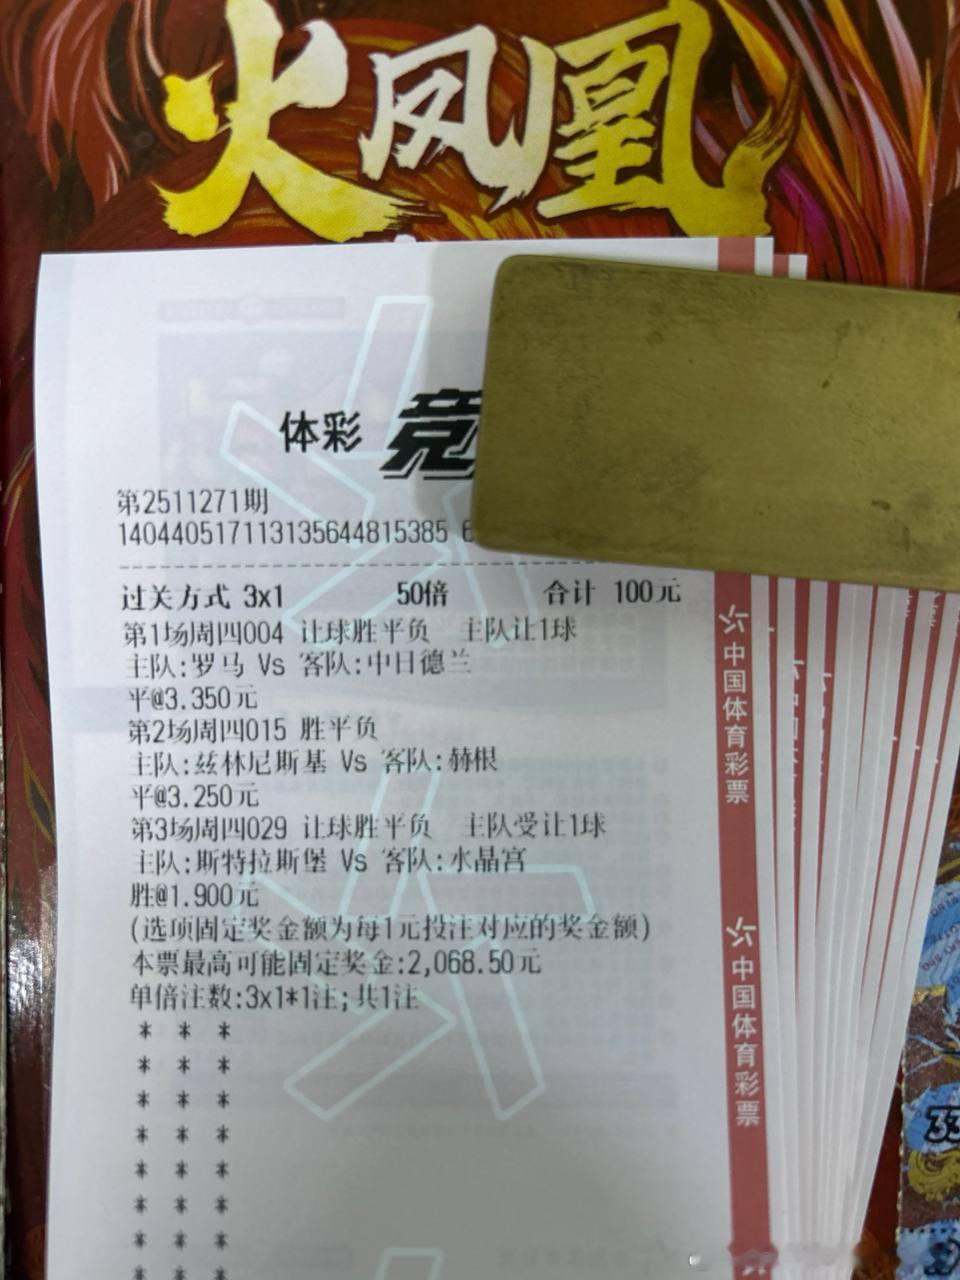 火凤凰
体彩 竞
第2511271期
140440517113135644815385 6
过关方式 3x1 50倍 合计 100元
第1场周四004 让球胜平负 主队让1球
主队:罗马 Vs 客队:中日德兰
平@3.350元
第2场周四015 胜平负
主队:兹林尼斯基 Vs 客队:赫根
平@3.250元
第3场周四029 让球胜平负 主队受让1球
主队:斯特拉斯堡 Vs 客队:水晶宫
胜@1.900元
(选项固定奖金额为每1元投注对应的奖金额)
本票最高可能固定奖金:2,068.50元
单倍注数:3x1*1注;共1注
* * *
* * *
* * *
* * *
* * *
* * *
* * *
* * *
中国体育彩票
中国体育彩票
33